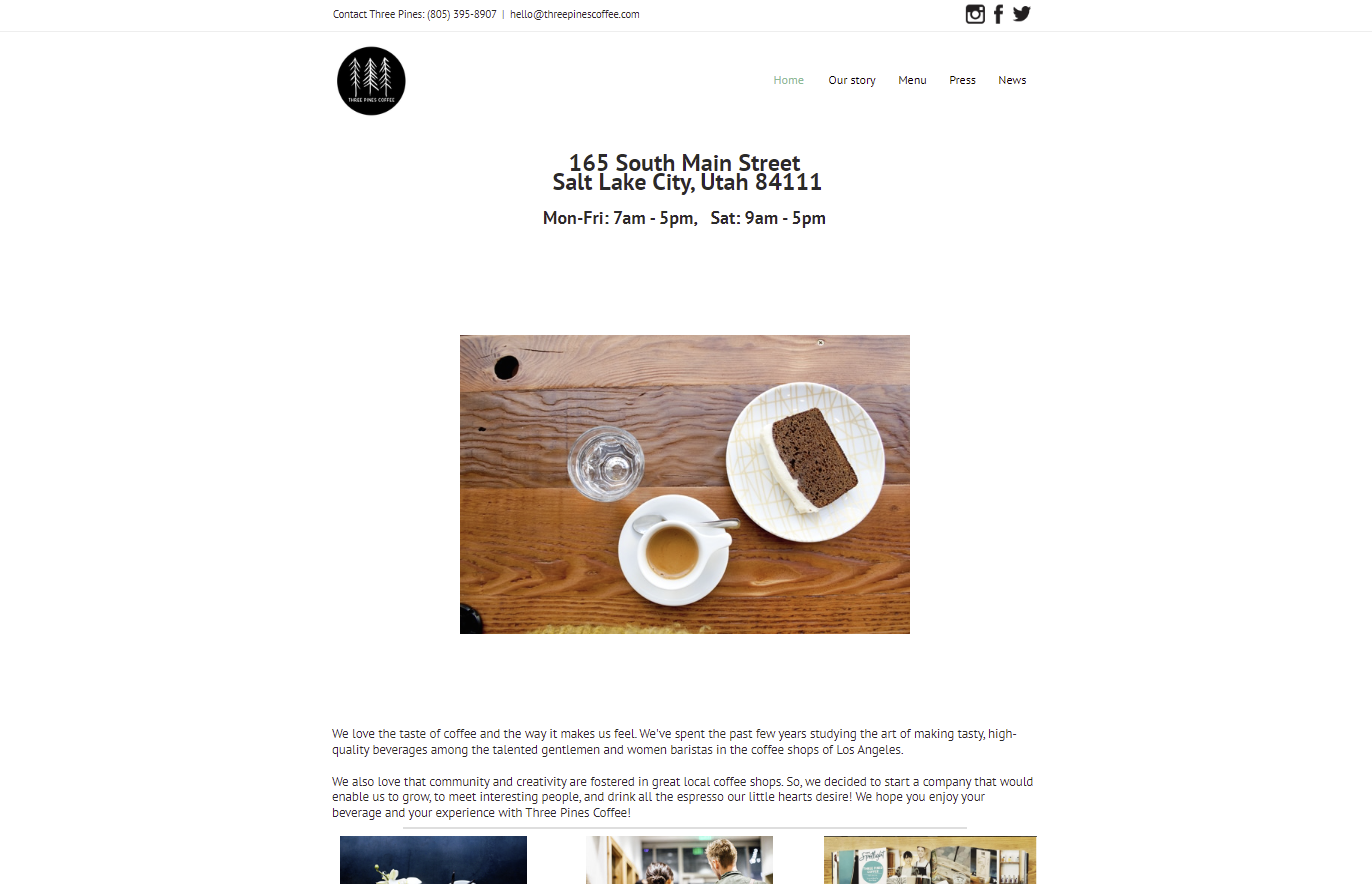 Contact Three Pines: (805) 395-8907 | hello@threepinescoffee.com
THREE PINES COFFEE
Home Our story Menu Press News
165 South Main Street
Salt Lake City, Utah 84111
Mon-Fri: 7am - 5pm, Sat: 9am - 5pm
We love the taste of coffee and the way it makes us feel. We've spent the past few years studying the art of making tasty, high-
quality beverages among the talented gentlemen and women baristas in the coffee shops of Los Angeles.
We also love that community and creativity are fostered in great local coffee shops. So, we decided to start a company that would
enable us to grow, to meet interesting people, and drink all the espresso our little hearts desire! We hope you enjoy your
beverage and your experience with Three Pines Coffee!
Spotlight
THREE PINES
COFFEE